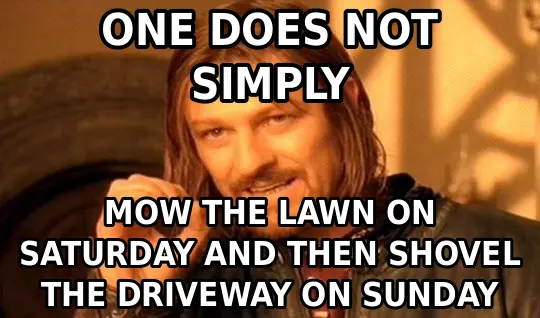 ONE DOES NOT
SIMPLY
MOW THE LAWN ON
SATURDAY AND THEN SHOVEL
THE DRIVEWAY ON SUNDAY